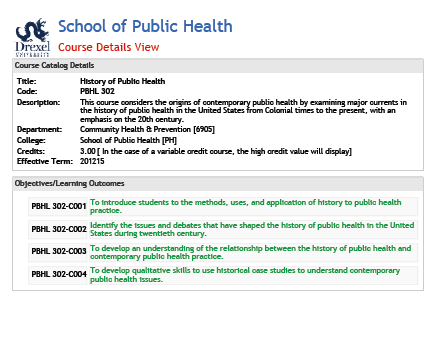 School of Public Health
Drexel
UNIVERSITY
Course Details View
Course Catalog Details
Title: History of Public Health
Code: PBHL 302
Description: This course considers the origins of contemporary public health by examining major currents in
the history of public health in the United States from Colonial times to the present, with an
emphasis on the 20th century.
Department: Community Health & Prevention [6905]
College: School of Public Health [PH]
Credits: 3.00 [ In the case of a variable credit course, the high credit value will display]
Effective Term: 201215
Objectives/Learning Outcomes
PBHL 302-C001 To introduce students to the methods, uses, and application of history to public health
practice.
PBHL 302-C002 Identify the issues and debates that have shaped the history of public health in the United
States during twentieth century.
PBHL 302-C003 To develop an understanding of the relationship between the history of public health and
contemporary public health practice.
PBHL 302-C004 To develop qualitative skills to use historical case studies to understand contemporary
public health issues.